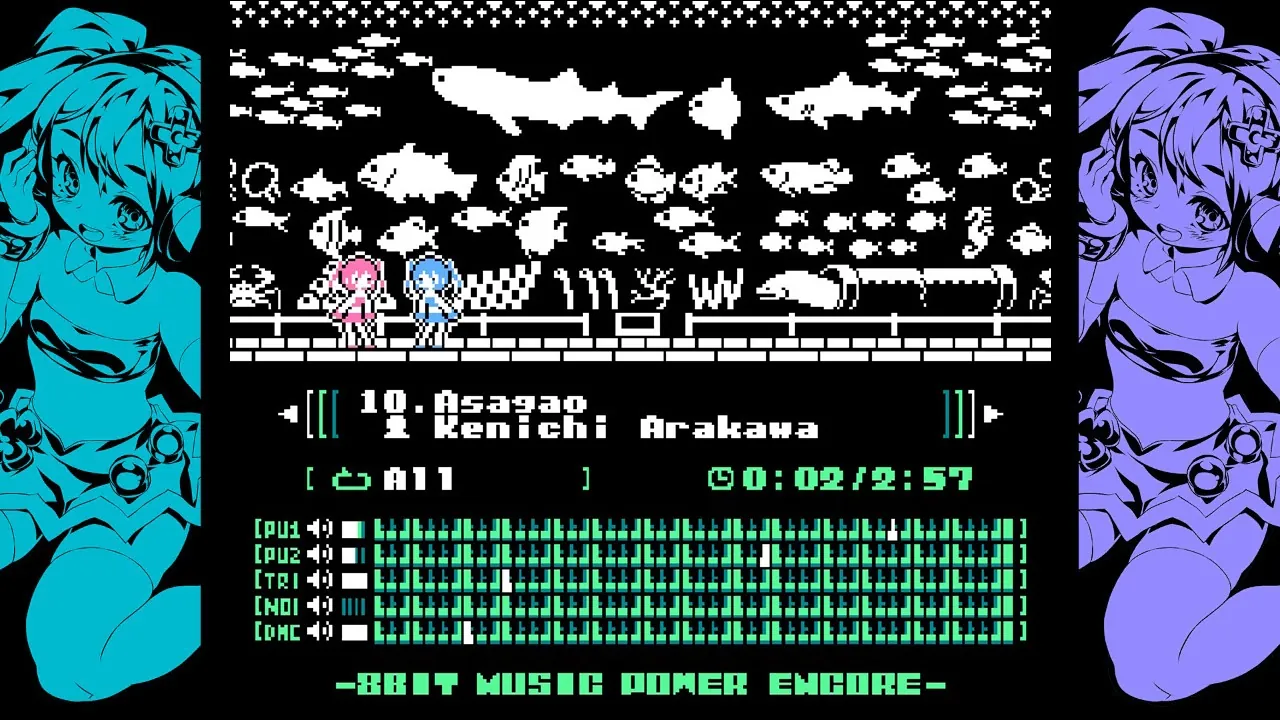 10.Asagao
Kenichi Arakawa
[ All ]
0:02/2:57
[PU1 ]
[PU2 ]
[TRI ]
[NOI ]
[DMC ]
-8BIT MUSIC POWER ENCORE-